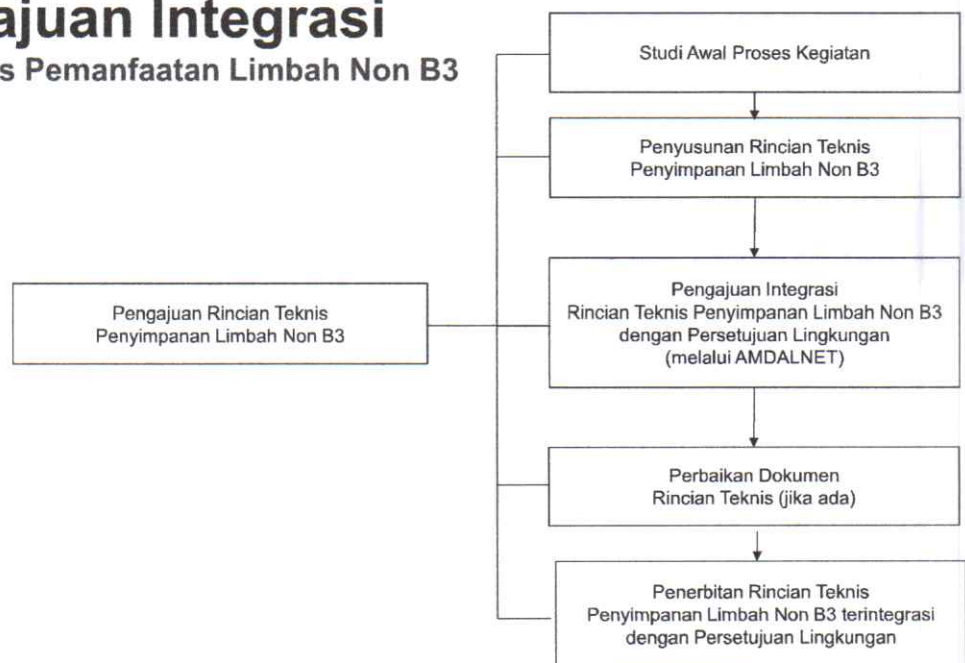 ajuan Integrasi
s Pemanfaatan Limbah Non B3
Studi Awal Proses Kegiatan
Penyusunan Rincian Teknis
Penyimpanan Limbah Non B3
Pengajuan Rincian Teknis
Penyimpanan Limbah Non B3
Pengajuan Integrasi
Rincian Teknis Penyimpanan Limbah Non B3
dengan Persetujuan Lingkungan
(melalui AMDALNET)
Perbaikan Dokumen
Rincian Teknis (jika ada)
Penerbitan Rincian Teknis
Penyimpanan Limbah Non B3 terintegrasi
dengan Persetujuan Lingkungan